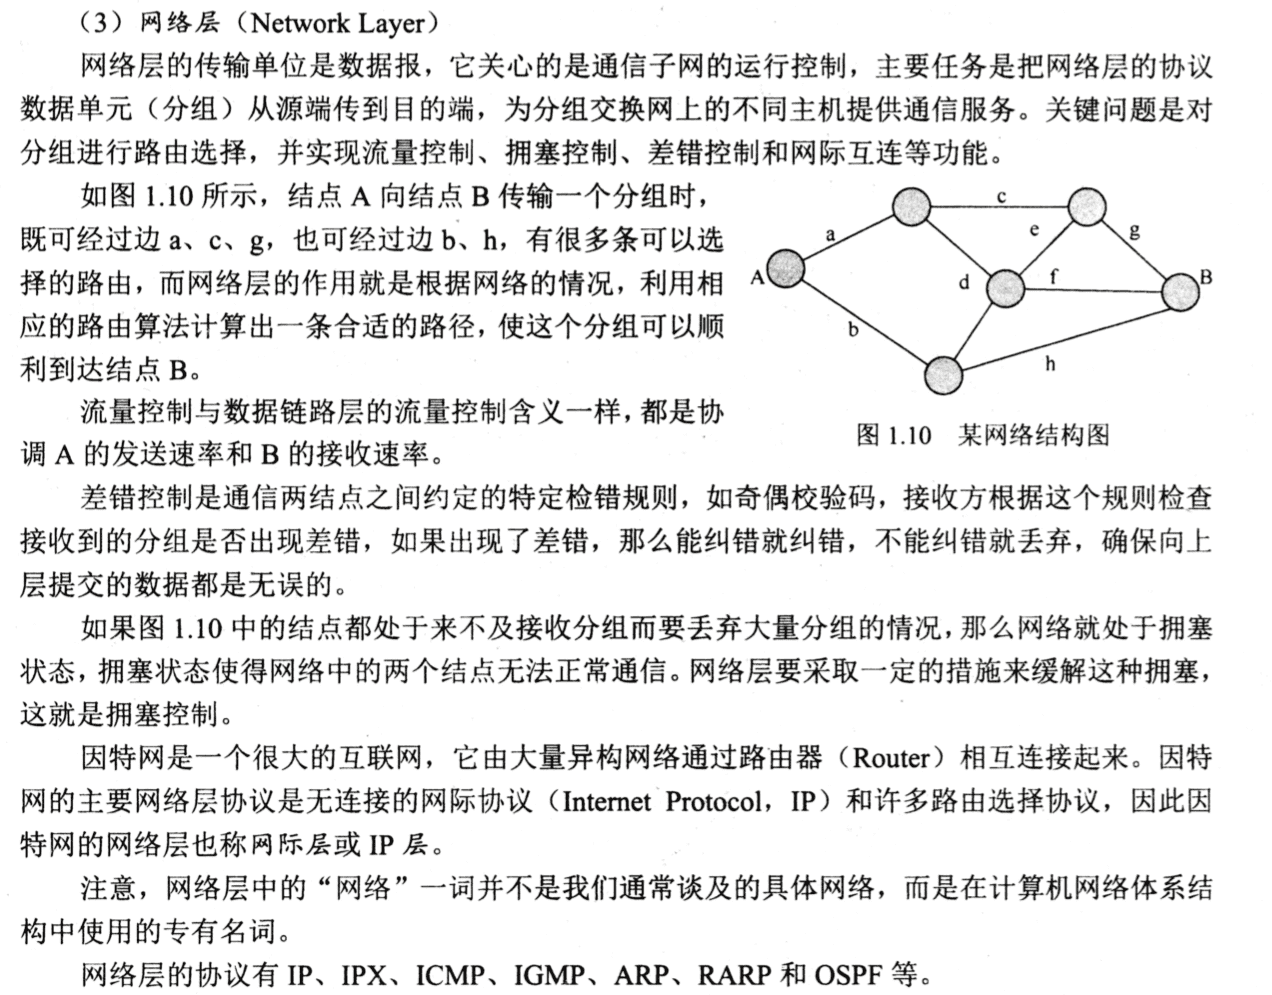 （3）网络层（Network Layer）
网络层的传输单位是数据报，它关心的是通信子网的运行控制，主要任务是把网络层的协议
数据单元（分组）从源端传到目的端，为分组交换网上的不同主机提供通信服务。关键问题是对
分组进行路由选择，并实现流量控制、拥塞控制、差错控制和网际互连等功能。
如图 1.10 所示，结点 A 向结点 B 传输一个分组时，
既可经过边 a、c、g，也可经过边 b、h，有很多条可以选
择的路由，而网络层的作用就是根据网络的情况，利用相
应的路由算法计算出一条合适的路径，使这个分组可以顺
利到达结点 B。
流量控制与数据链路层的流量控制含义一样，都是协
调 A 的发送速率和 B 的接收速率。
c
a
e
g
A
d
f
B
b
h
图 1.10 某网络结构图
差错控制是通信两结点之间约定的特定检错规则，如奇偶校验码，接收方根据这个规则检查
接收到的分组是否出现差错，如果出现了差错，那么能纠错就纠错，不能纠错就丢弃，确保向上
层提交的数据都是无误的。
如果图 1.10 中的结点都处于来不及接收分组而要丢弃大量分组的情况，那么网络就处于拥塞
状态，拥塞状态使得网络中的两个结点无法正常通信。网络层要采取一定的措施来缓解这种拥塞，
这就是拥塞控制。
因特网是一个很大的互联网，它由大量异构网络通过路由器（Router）相互连接起来。因特
网的主要网络层协议是无连接的网际协议（Internet Protocol，IP）和许多路由选择协议，因此因
特网的网络层也称网际层或 IP 层。
注意，网络层中的“网络”一词并不是我们通常谈及的具体网络，而是在计算机网络体系结
构中使用的专有名词。
网络层的协议有 IP、IPX、ICMP、IGMP、ARP、RARP 和 OSPF 等。